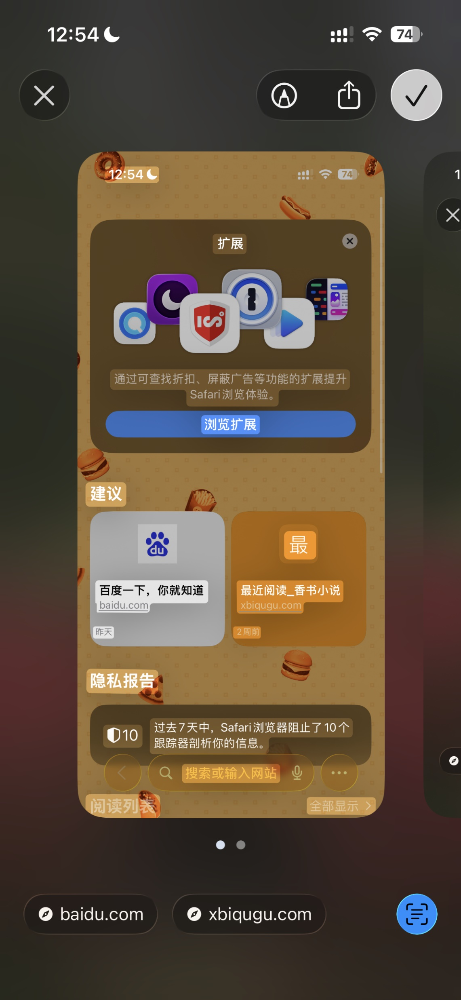 12:54
74
12:54
74
1
扩展
通过可查找折扣、屏蔽广告等功能的扩展提升
Safari浏览体验。
浏览扩展
建议
du
最
百度一下，你就知道
baidu.com
昨天
最近阅读_香书小说
xbiqugu.com
2周前
隐私报告
10
过去7天中，Safari浏览器阻止了10个
跟踪器剖析你的信息。
搜索或输入网站
阅读列表
全部显示
baidu.com
xbiqugu.com